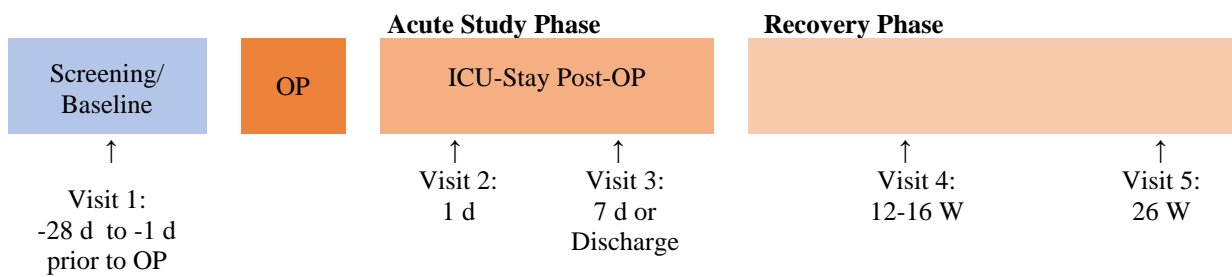 Acute Study Phase
Recovery Phase
Screening/
Baseline
OP
ICU-Stay Post-OP
↑
↑
↑
↑
↑
Visit 1:
-28 d to -1 d
prior to OP
Visit 2:
1 d
Visit 3:
7 d or
Discharge
Visit 4:
12-16 W
Visit 5:
26 W